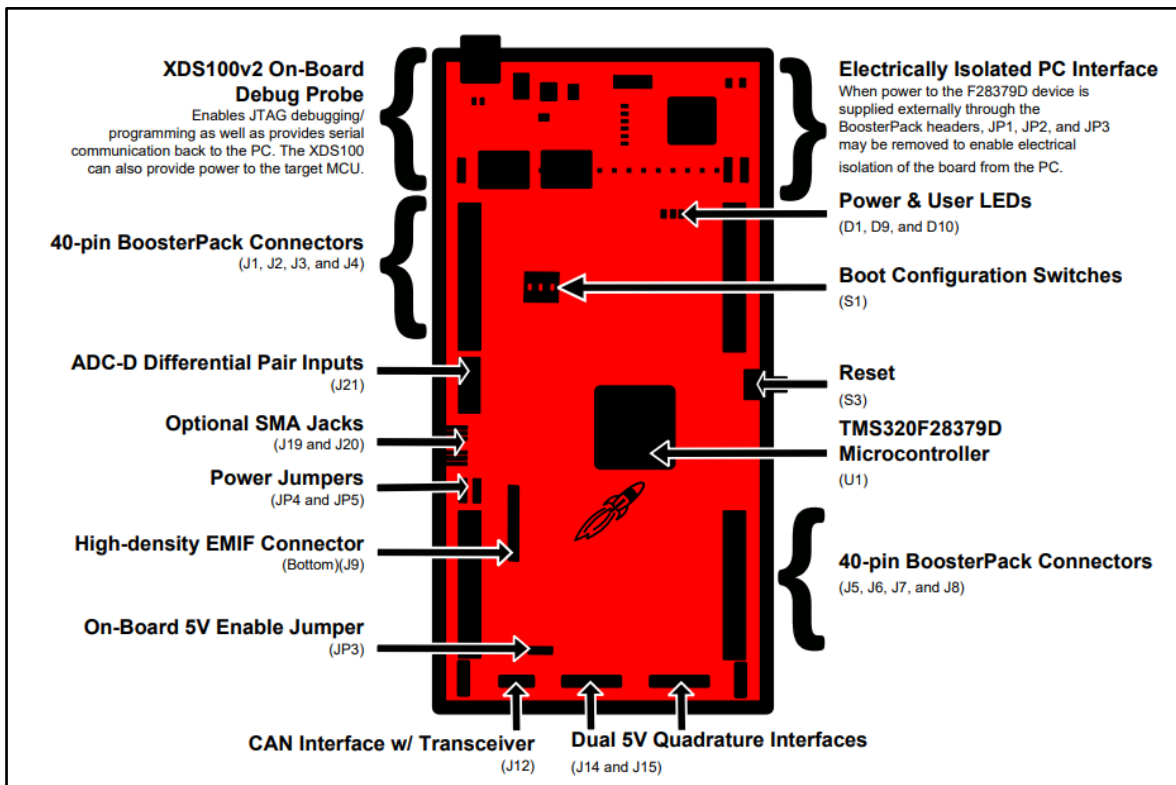 XDS100v2 On-Board
Debug Probe
Enables JTAG debugging/
programming as well as provides serial
communication back to the PC. The XDS100
can also provide power to the target MCU.
40-pin BoosterPack Connectors
(J1, J2, J3, and J4)
ADC-D Differential Pair Inputs
(J21)
Optional SMA Jacks
(J19 and J20)
Power Jumpers
(JP4 and JP5)
High-density EMIF Connector
(Bottom)(J9)
On-Board 5V Enable Jumper
(JP3)
CAN Interface w/ Transceiver
(J12)
Dual 5V Quadrature Interfaces
(J14 and J15)
Electrically Isolated PC Interface
When power to the F28379D device is
supplied externally through the
BoosterPack headers, JP1, JP2, and JP3
may be removed to enable electrical
isolation of the board from the PC.
Power & User LEDs
(D1, D9, and D10)
Boot Configuration Switches
(S1)
Reset
(S3)
TMS320F28379D
Microcontroller
(U1)
40-pin BoosterPack Connectors
(J5, J6, J7, and J8)